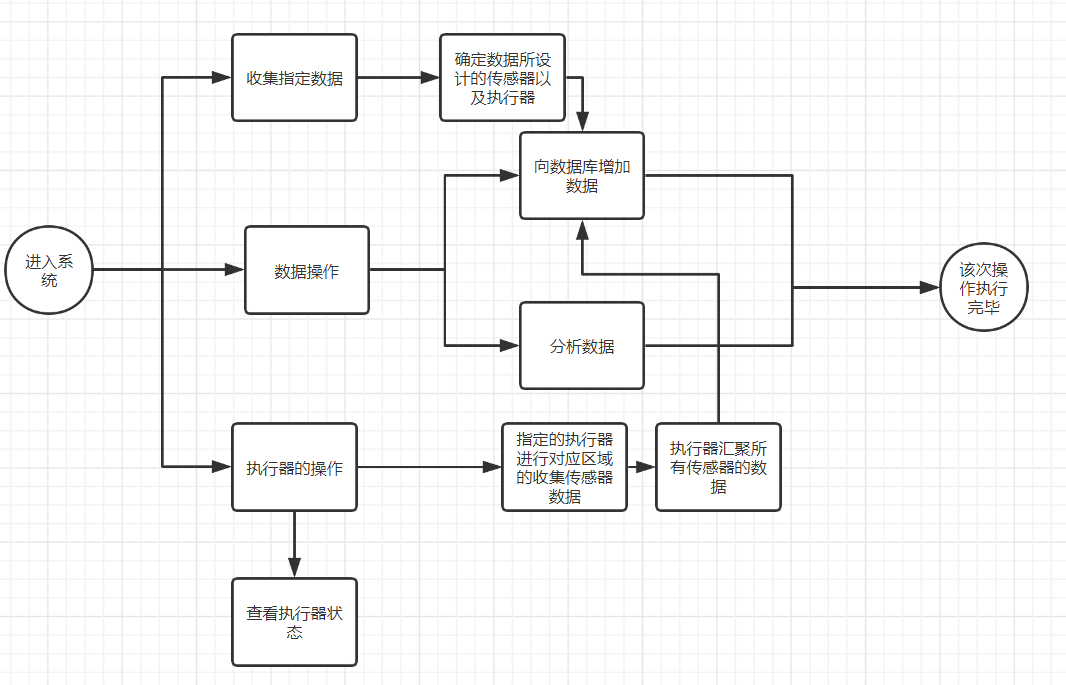 收集指定数据
确定数据所设
计的传感器以
及执行器
向数据库增加
数据
进入系
统
数据操作
该次操
作执行
完毕
分析数据
执行器的操作
指定的执行器
进行对应区域
的收集传感器
数据
执行器汇聚所
有传感器的数
据
查看执行器状
态